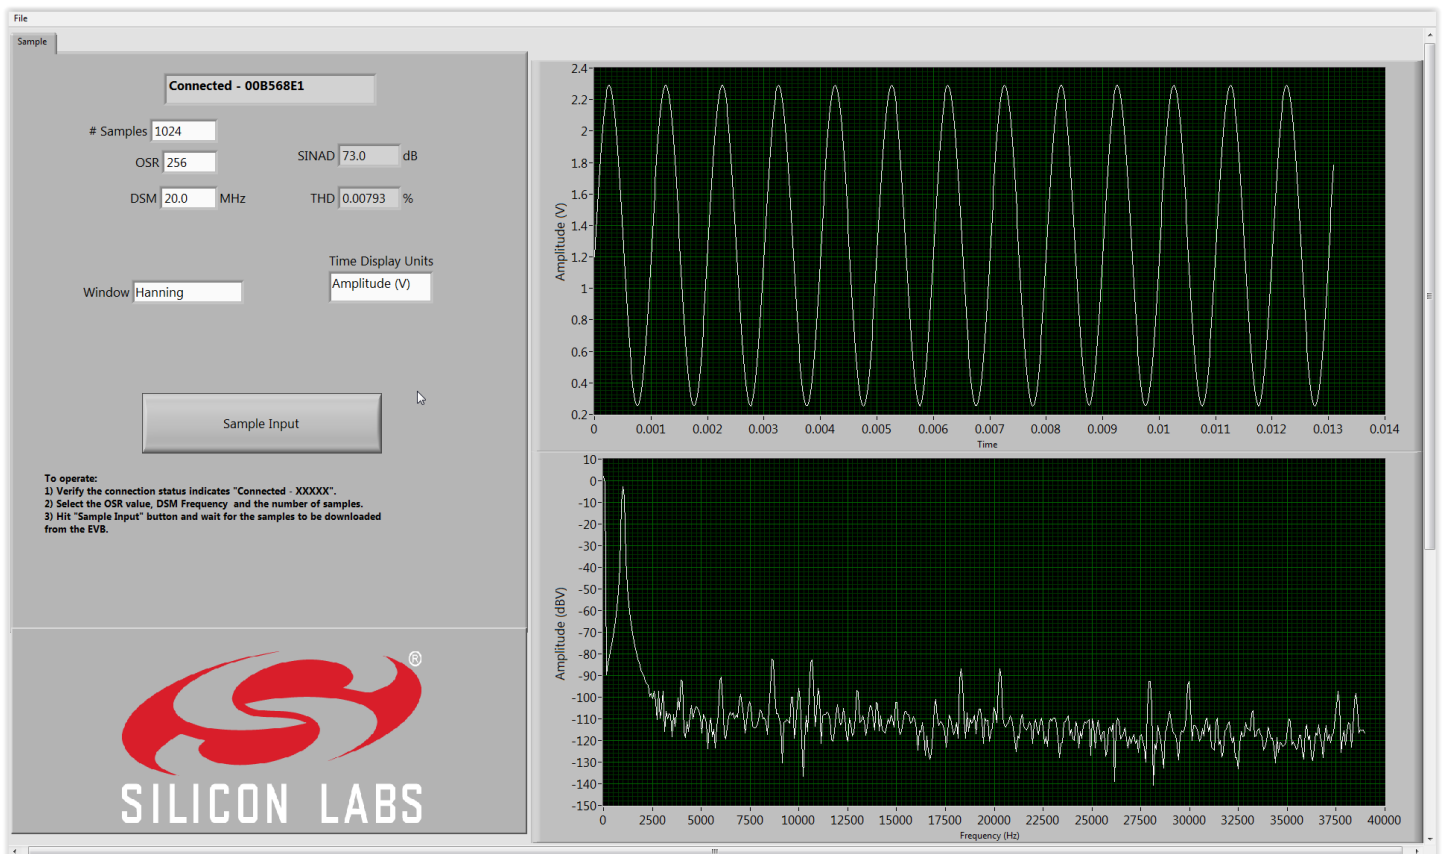 File
Sample
Connected - 00B568E1
# Samples 1024
OSR 256
SINAD 73.0 dB
DSM 20.0 MHz
THD 0.00793 %
Time Display Units
Amplitude (V)
Window Hanning
Sample Input
To operate:
1) Verify the connection status indicates "Connected - XXXXX".
2) Select the OSR value, DSM Frequency and the number of samples.
3) Hit "Sample Input" button and wait for the samples to be downloaded
from the EVB.
®
SILICON LABS
Amplitude (V)
2.4
2.2
2
1.8
1.6
1.4
1.2
1
0.8
0.6
0.4
0.2
0 0.001 0.002 0.003 0.004 0.005 0.006 0.007 0.008 0.009 0.01 0.011 0.012 0.013 0.014
Time
Amplitude (dBV)
10
0
-10
-20
-30
-40
-50
-60
-70
-80
-90
-100
-110
-120
-130
-140
-150
0 2500 5000 7500 10000 12500 15000 17500 20000 22500 25000 27500 30000 32500 35000 37500 40000
Frequency (Hz)